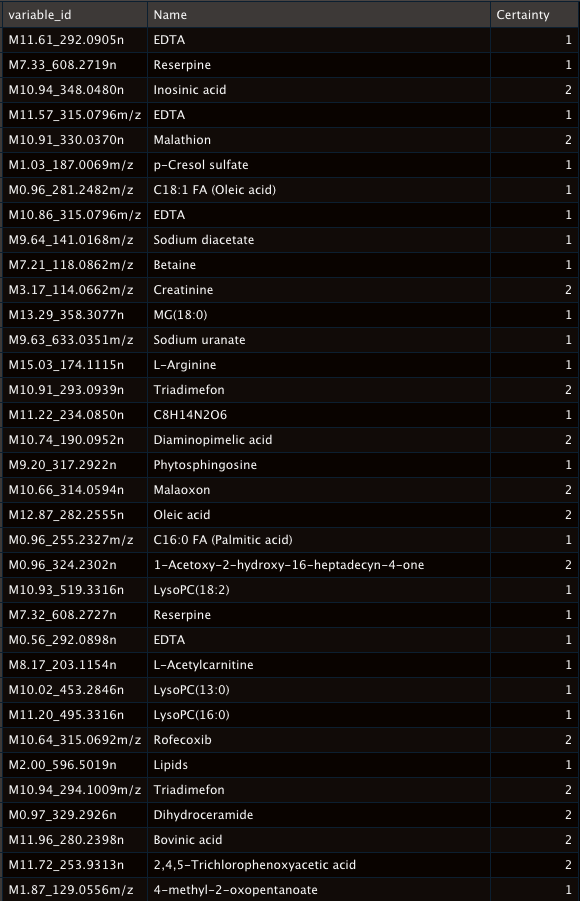 variable_id Name Certainty
M11.61_292.0905n EDTA 1
M7.33_608.2719n Reserpine 1
M10.94_348.0480n Inosinic acid 2
M11.57_315.0796m/z EDTA 1
M10.91_330.0370n Malathion 2
M1.03_187.0069m/z p-Cresol sulfate 1
M0.96_281.2482m/z C18:1 FA (Oleic acid) 1
M10.86_315.0796m/z EDTA 1
M9.64_141.0168m/z Sodium diacetate 1
M7.21_118.0862m/z Betaine 1
M3.17_114.0662m/z Creatinine 2
M13.29_358.3077n MG(18:0) 1
M9.63_633.0351m/z Sodium uranate 1
M15.03_174.1115n L-Arginine 1
M10.91_293.0939n Triadimefon 2
M11.22_234.0850n C8H14N2O6 1
M10.74_190.0952n Diaminopimelic acid 2
M9.20_317.2922n Phytosphingosine 1
M10.66_314.0594n Malaoxon 2
M12.87_282.2555n Oleic acid 2
M0.96_255.2327m/z C16:0 FA (Palmitic acid) 1
M0.96_324.2302n 1-Acetoxy-2-hydroxy-16-heptadecyn-4-one 2
M10.93_519.3316n LysoPC(18:2) 1
M7.32_608.2727n Reserpine 1
M0.56_292.0898n EDTA 1
M8.17_203.1154n L-Acetylcarnitine 1
M10.02_453.2846n LysoPC(13:0) 1
M11.20_495.3316n LysoPC(16:0) 1
M10.64_315.0692m/z Rofecoxib 2
M2.00_596.5019n Lipids 1
M10.94_294.1009m/z Triadimefon 2
M0.97_329.2926n Dihydroceramide 2
M11.96_280.2398n Bovinic acid 2
M11.72_253.9313n 2,4,5-Trichlorophenoxyacetic acid 2
M1.87_129.0556m/z 4-methyl-2-oxopentanoate 1